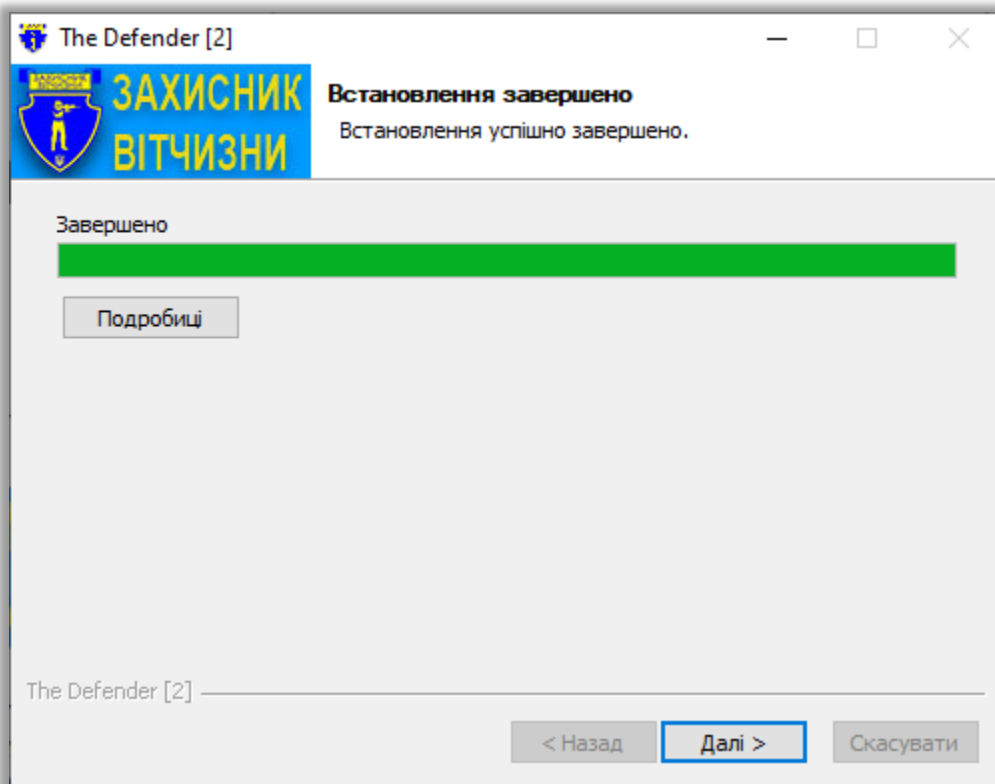 The Defender [2]
ЗАХИСНИК
ВІТЧИЗНИ
Встановлення завершено
Встановлення успішно завершено.
Завершено
Подробиці
The Defender [2]
< Назад
Далі >
Скасувати